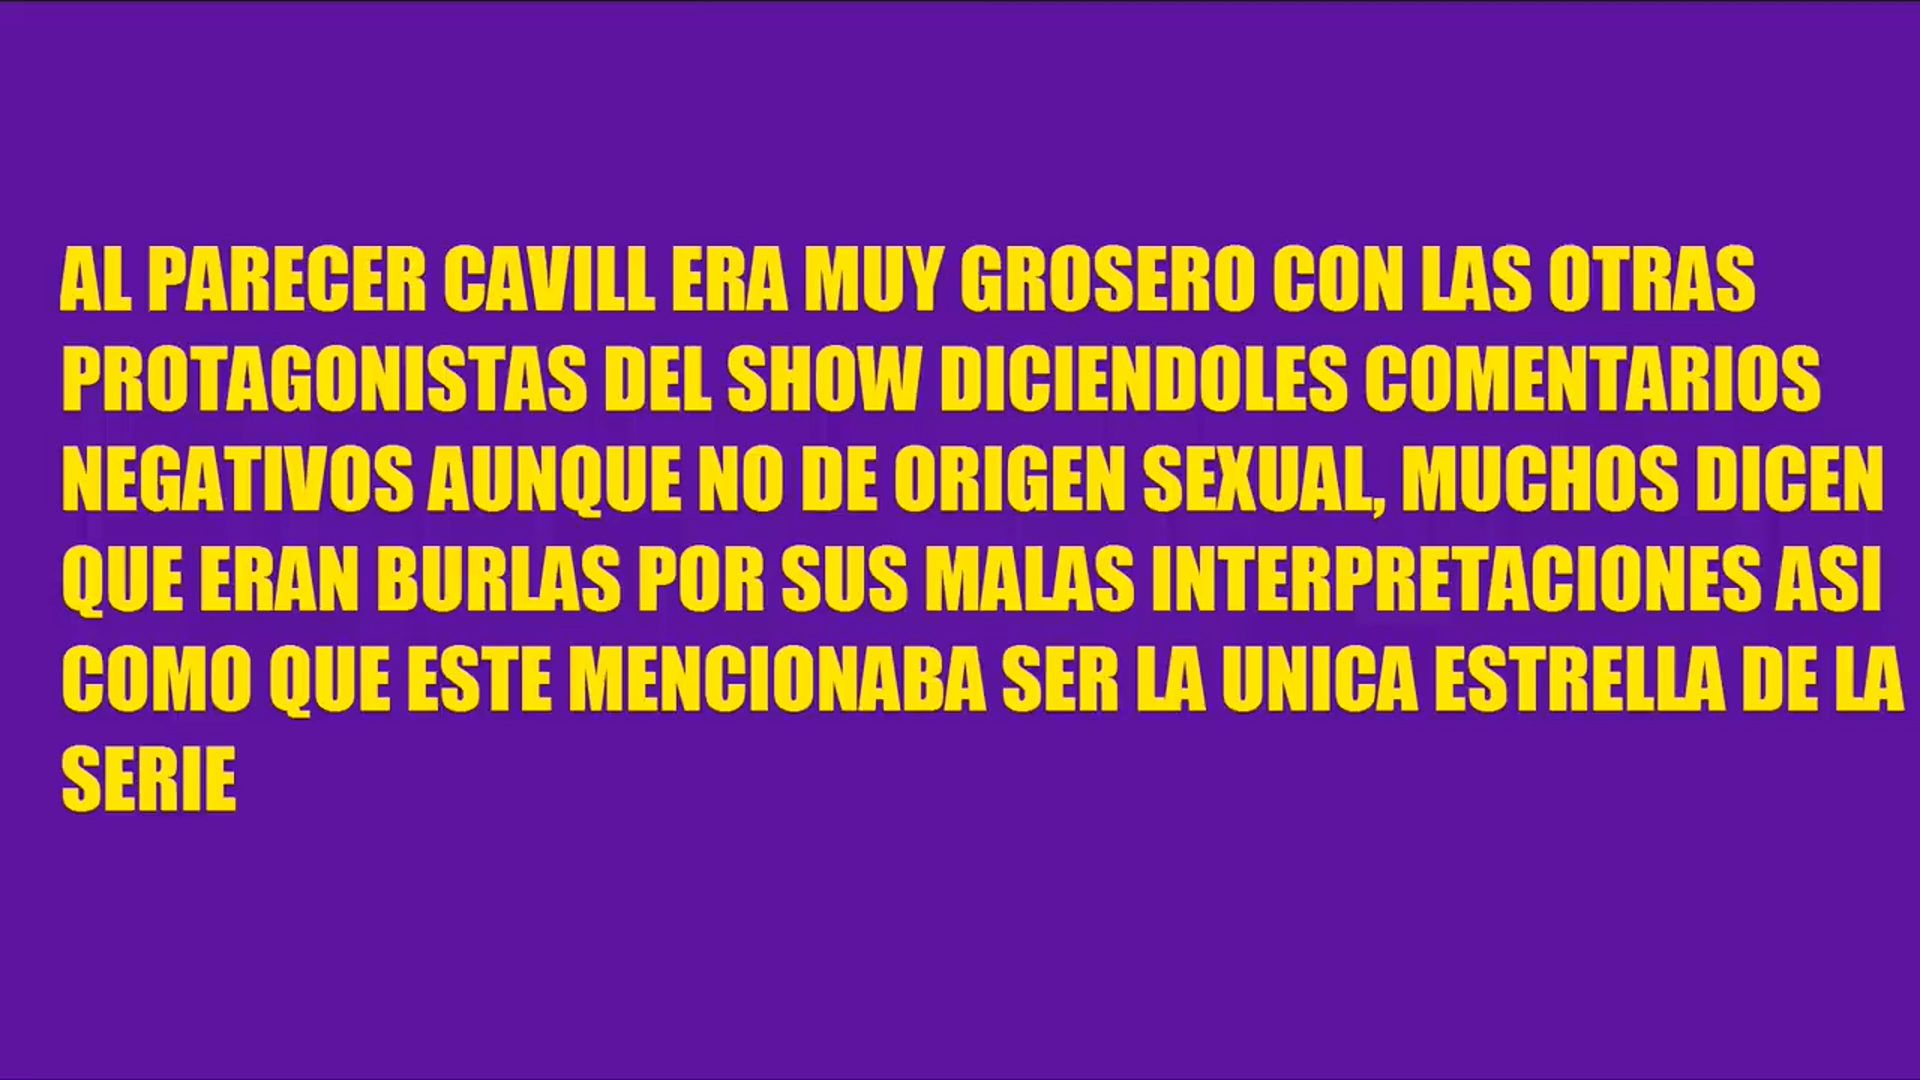 AL PARECER CAVILL ERA MUY GROSERO CON LAS OTRAS
PROTAGONISTAS DEL SHOW DICIENDOLES COMENTARIOS
NEGATIVOS AUNQUE NO DE ORIGEN SEXUAL, MUCHOS DICEN
QUE ERAN BURLAS POR SUS MALAS INTERPRETACIONES ASI
COMO QUE ESTE MENCIONABA SER LA UNICA ESTRELLA DE LA
SERIE